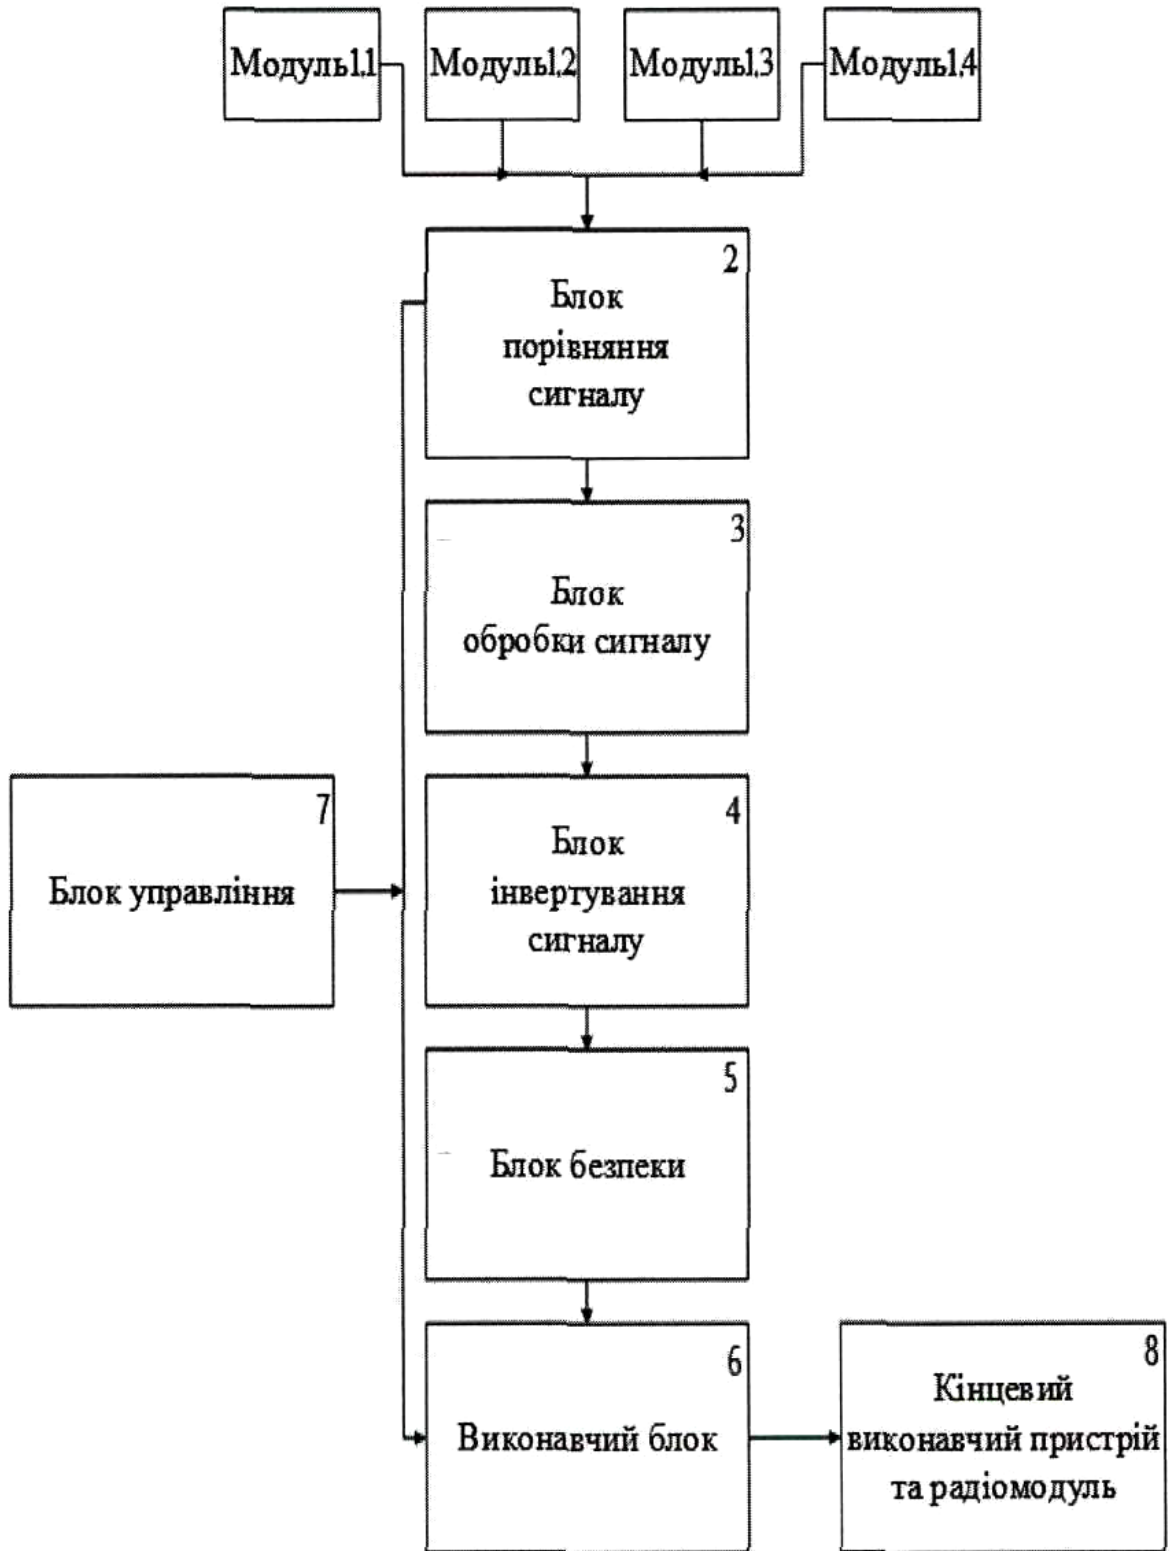 Модуль1.1
Модуль1.2
Модуль1.3
Модуль1.4
2
Блок
порівняння
сигналу
3
Блок
обробки сигналу
7
Блок управління
4
Блок
інвертування
сигналу
5
Блок безпеки
6
Виконавчий блок
8
Кінцевий
виконавчий пристрій
та радіомодуль